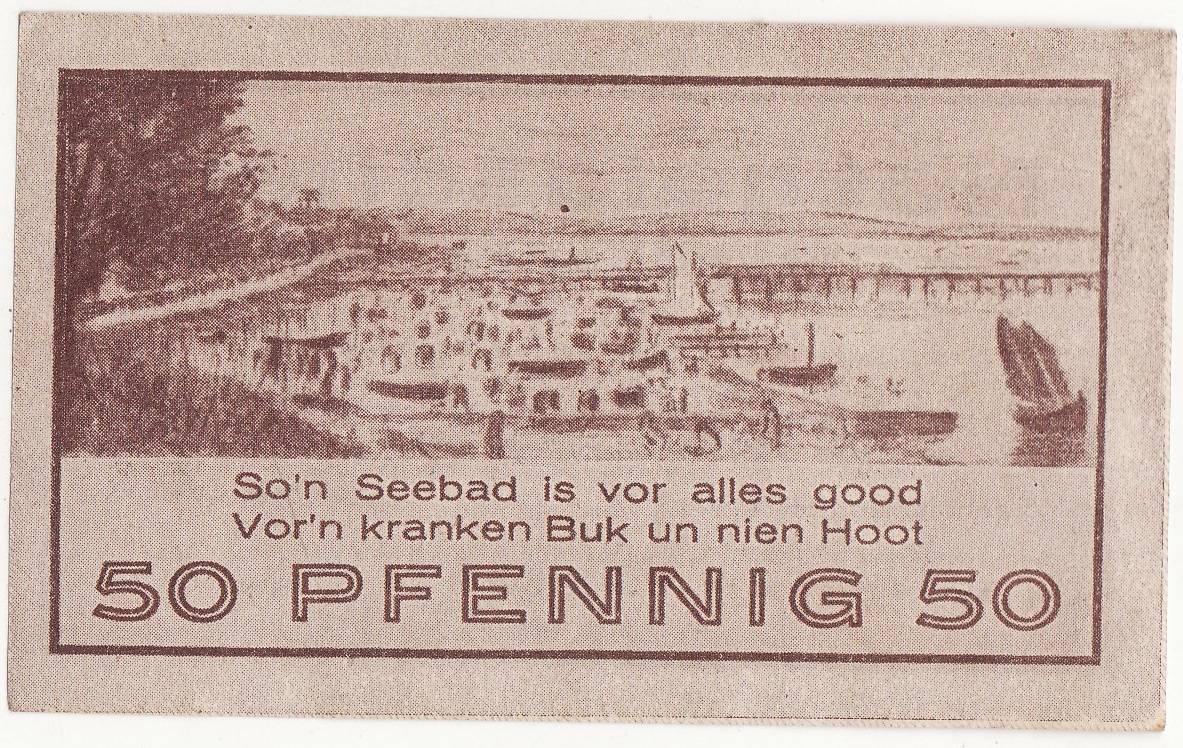 So'n Seebad is vor alles good
Vor'n kranken Buk un nien Hoot
50 PFENNIG 50